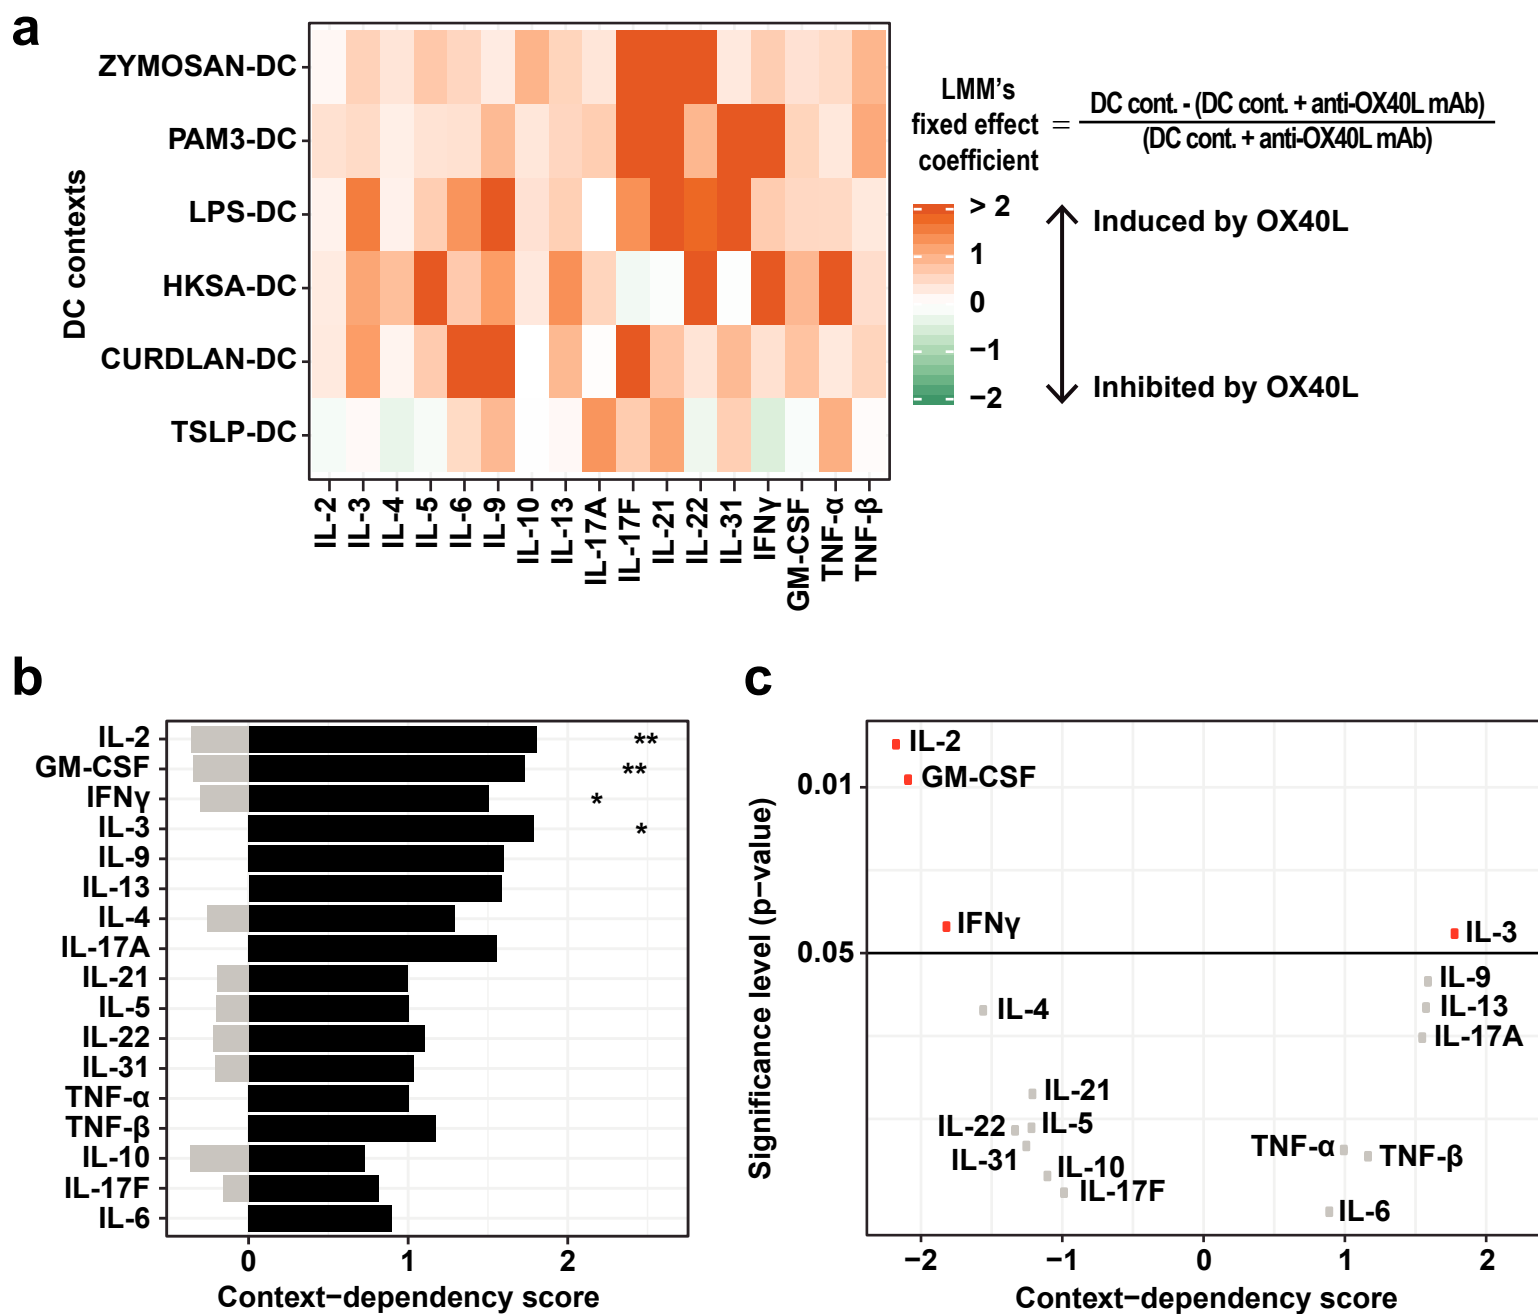 a
ZYMOSAN-DC
PAM3-DC
LPS-DC
HKSA-DC
CURDLAN-DC
TSLP-DC
DC contexts
IL-2
IL-3
IL-4
IL-5
IL-6
IL-9
IL-10
IL-13
IL-17A
IL-17F
IL-21
IL-22
IL-31
IFNγ
GM-CSF
TNF-α
TNF-β
LMM's
fixed effect
coefficient
=
DC cont. - (DC cont. + anti-OX40L mAb)
(DC cont. + anti-OX40L mAb)
> 2
1
0
−1
−2
Induced by OX40L
Inhibited by OX40L
b
IL-2
**
GM-CSF
**
IFNγ
*
IL-3
*
IL-9
IL-13
IL-4
IL-17A
IL-21
IL-5
IL-22
IL-31
TNF-α
TNF-β
IL-10
IL-17F
IL-6
0
1
2
Context−dependency score
c
Significance level (p−value)
0.01
0.05
IL-2
GM-CSF
IFNγ
IL-3
IL-9
IL-13
IL-17A
IL-4
IL-21
IL-5
IL-22
IL-31
IL-10
IL-17F
TNF-α
TNF-β
IL-6
−2
−1
0
1
2
Context−dependency score